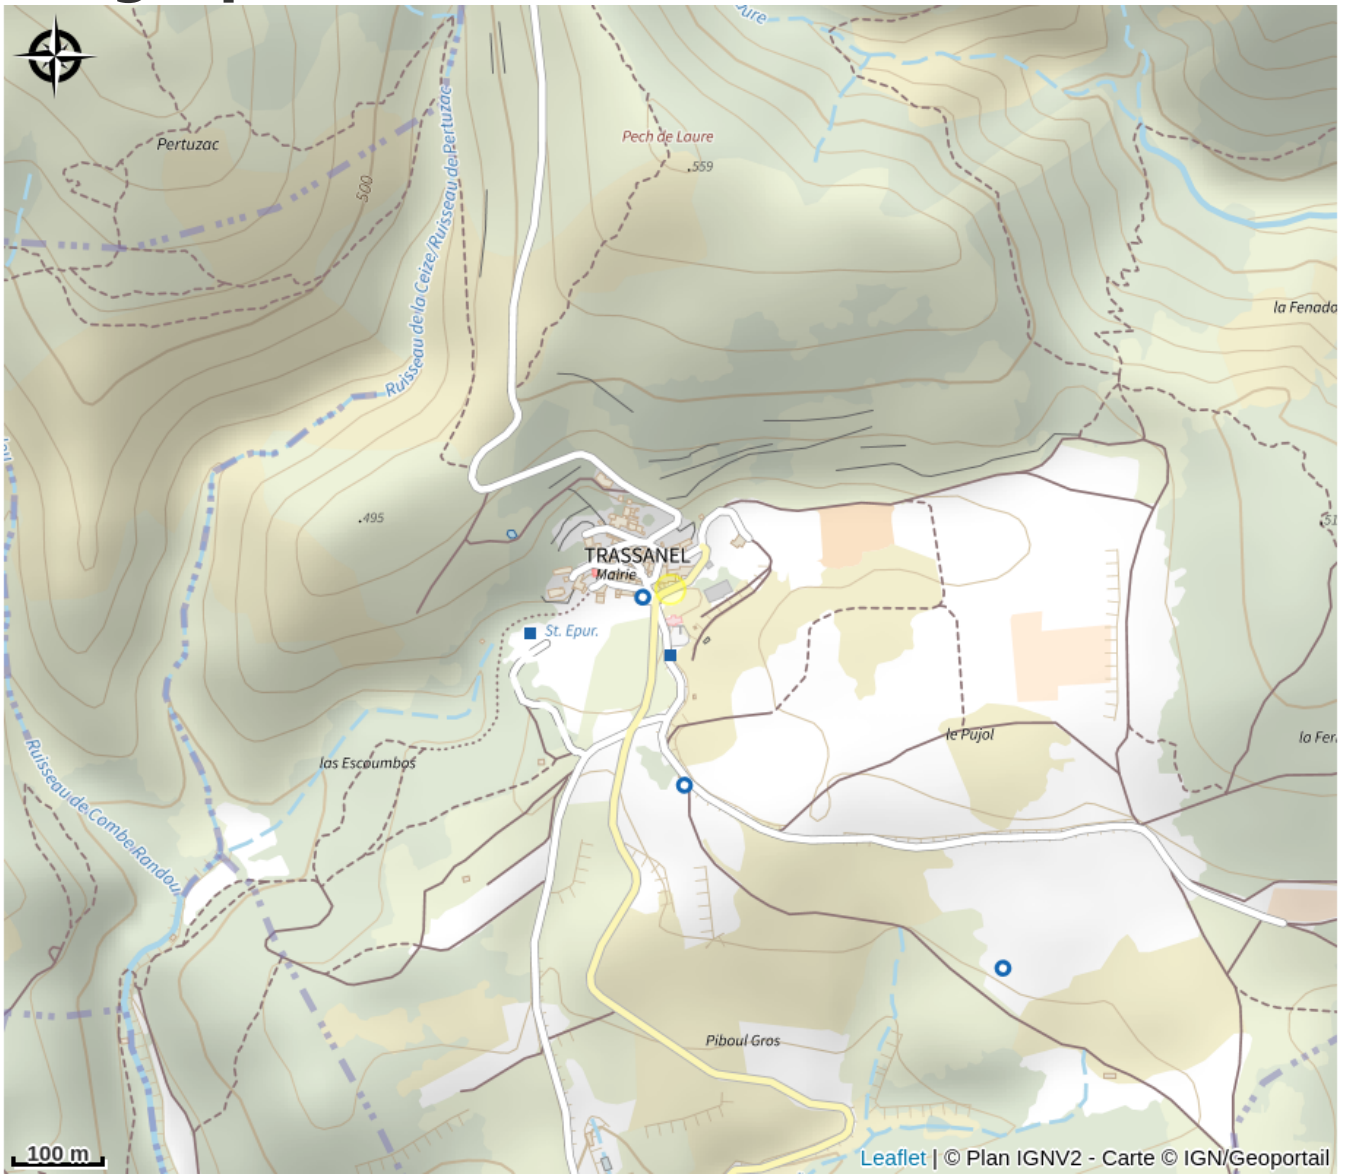 Pertuzac
Pech de Laure
559
500
Ruisseau de la Ceize/Ruisseau de Pertuzac
la Fenado
495
TRASSANEL
Mairie
St. Epur.
le Pujol
la Fer
las Escoumbos
Ruisseau de Combe Randou
Piboul Gros
100 m
Leaflet | © Plan IGNV2 - Carte © IGN/Geoportail